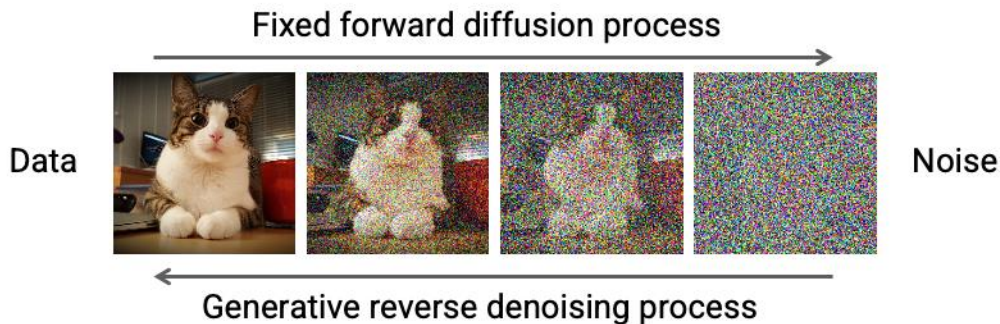 Fixed forward diffusion process
Data
Noise
Generative reverse denoising process